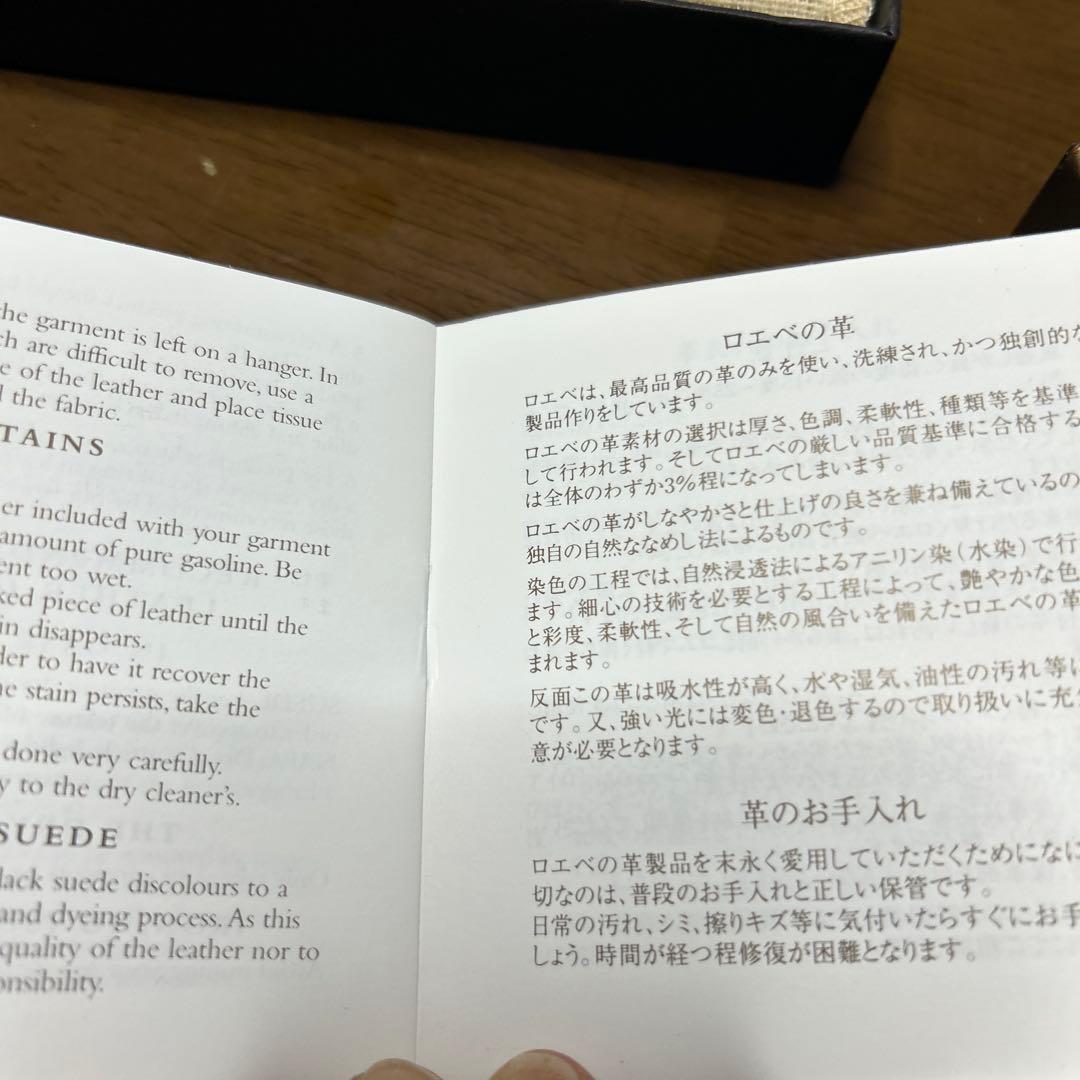 the garment is left on a hanger. In
ch are difficult to remove, use a
e of the leather and place tissue
d the fabric.
TAINS
er included with your garment
amount of pure gasoline. Be
ent too wet.
ked piece of leather until the
in disappears.
der to have it recover the
ne stain persists, take the
done very carefully.
y to the dry cleaner's.
SUEDE
lack suede discolours to a
and dyeing process. As this
quality of the leather nor to
onsibility.
ロエベの革
ロエベは、最高品質の革のみを使い、洗練され、かつ独創的な
製品作りをしています。
ロエベの革素材の選択は厚さ、色調、柔軟性、種類等を基準
して行われます。そしてロエベの厳しい品質基準に合格する
は全体のわずか3%程になってしまいます。
ロエベの革がしなやかさと仕上げの良さを兼ね備えているの
独自の自然ななめし法によるものです。
染色の工程では、自然浸透法によるアニリン染(水染)で行
ます。細心の技術を必要とする工程によって、艶やかな色
と彩度、柔軟性、そして自然の風合いを備えたロエベの革
まれます。
反面この革は吸水性が高く、水や湿気、油性の汚れ等に
です。又、強い光には変色・退色するので取り扱いに充分
意が必要となります。
革のお手入れ
ロエベの革製品を末永く愛用していただくためになに
切なのは、普段のお手入れと正しい保管です。
日常の汚れ、シミ、擦りキズ等に気付いたらすぐにお手
しょう。時間が経つ程修復が困難となります。